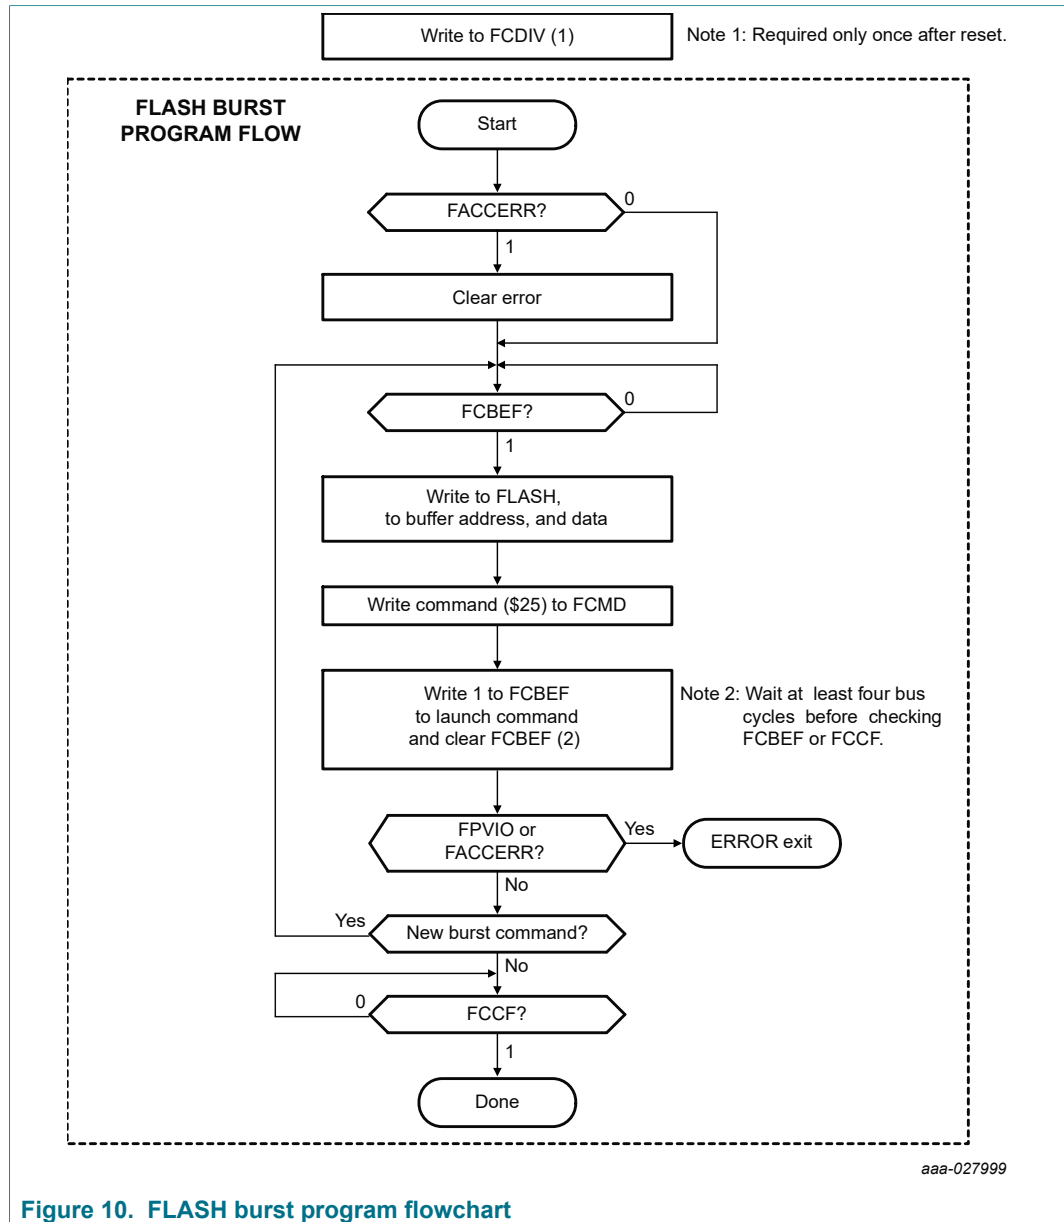 Write to FCDIV (1)
Note 1: Required only once after reset.
FLASH BURST
PROGRAM FLOW
Start
FACCERR?
0
1
Clear error
FCBEF?
0
1
Write to FLASH,
to buffer address, and data
Write command ($25) to FCMD
Write 1 to FCBEF
to launch command
and clear FCBEF (2)
Note 2: Wait at least four bus
cycles before checking
FCBEF or FCCF.
FPVIO or
FACCERR?
Yes
ERROR exit
No
Yes
New burst command?
No
0
FCCF?
1
Done
aaa-027999
Figure 10. FLASH burst program flowchart